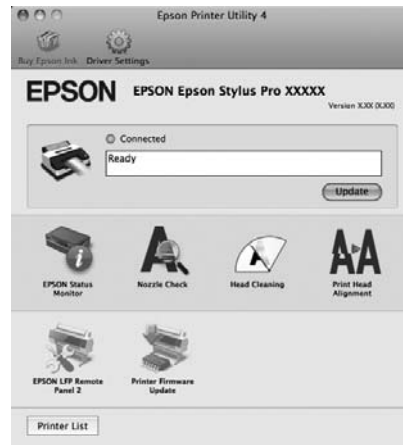 Epson Printer Utility 4
Buy Epson Ink Driver Settings
EPSON EPSON Epson Stylus Pro XXXXX
Version X.XX (X.XX)
Connected
Ready
Update
EPSON Status Monitor Nozzle Check Head Cleaning Print Head Alignment
EPSON LFP Remote Panel 2 Printer Firmware Update
Printer List